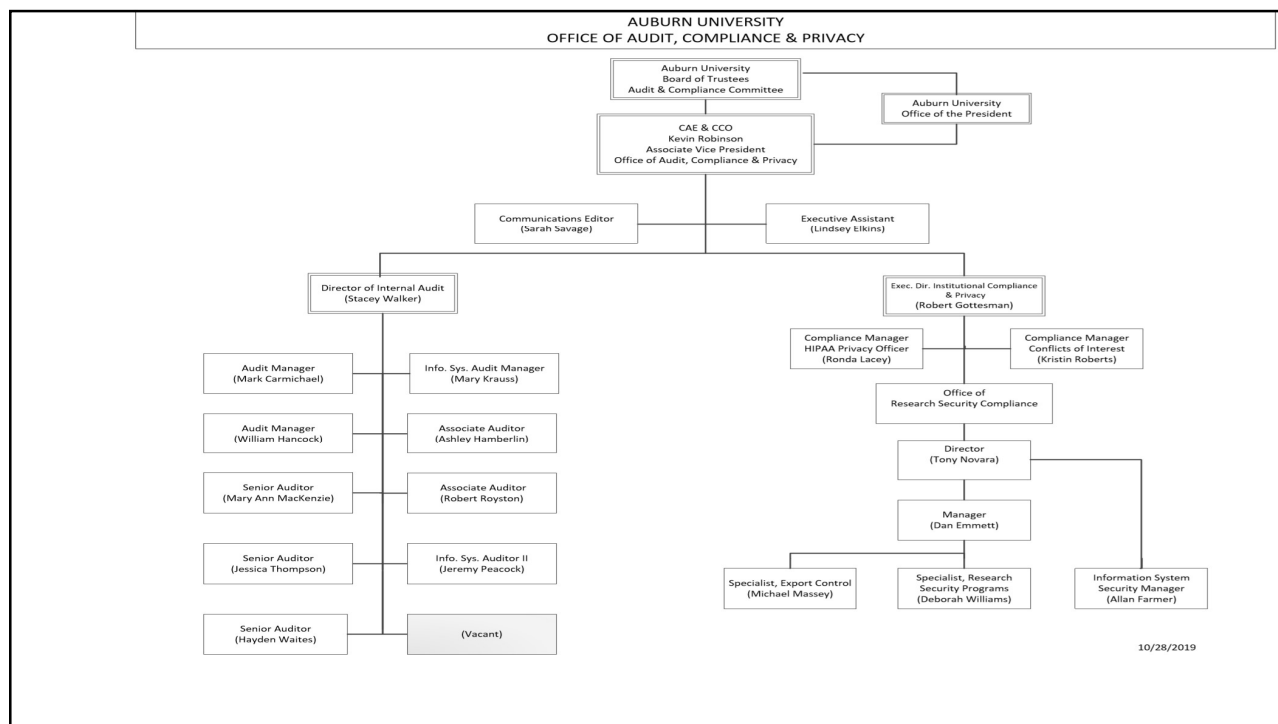 AUBURN UNIVERSITY
OFFICE OF AUDIT, COMPLIANCE & PRIVACY
Auburn University
Board of Trustees
Audit & Compliance Committee
Auburn University
Office of the President
CAE & CCO
Kevin Robinson
Associate Vice President
Office of Audit, Compliance & Privacy
Communications Editor
(Sarah Savage)
Executive Assistant
(Lindsey Elkins)
Director of Internal Audit
(Stacey Walker)
Exec. Dir. Institutional Compliance
& Privacy
(Robert Gottesman)
Compliance Manager
HIPAA Privacy Officer
(Ronda Lacey)
Compliance Manager
Conflicts of Interest
(Kristin Roberts)
Audit Manager
(Mark Carmichael)
Info. Sys. Audit Manager
(Mary Krauss)
Office of
Research Security Compliance
Audit Manager
(William Hancock)
Associate Auditor
(Ashley Hamberlin)
Director
(Tony Novara)
Senior Auditor
(Mary Ann MacKenzie)
Associate Auditor
(Robert Royston)
Manager
(Dan Emmett)
Senior Auditor
(Jessica Thompson)
Info. Sys. Auditor II
(Jeremy Peacock)
Specialist, Export Control
(Michael Massey)
Specialist, Research
Security Programs
(Deborah Williams)
Information System
Security Manager
(Allan Farmer)
Senior Auditor
(Hayden Waites)
(Vacant)
10/28/2019